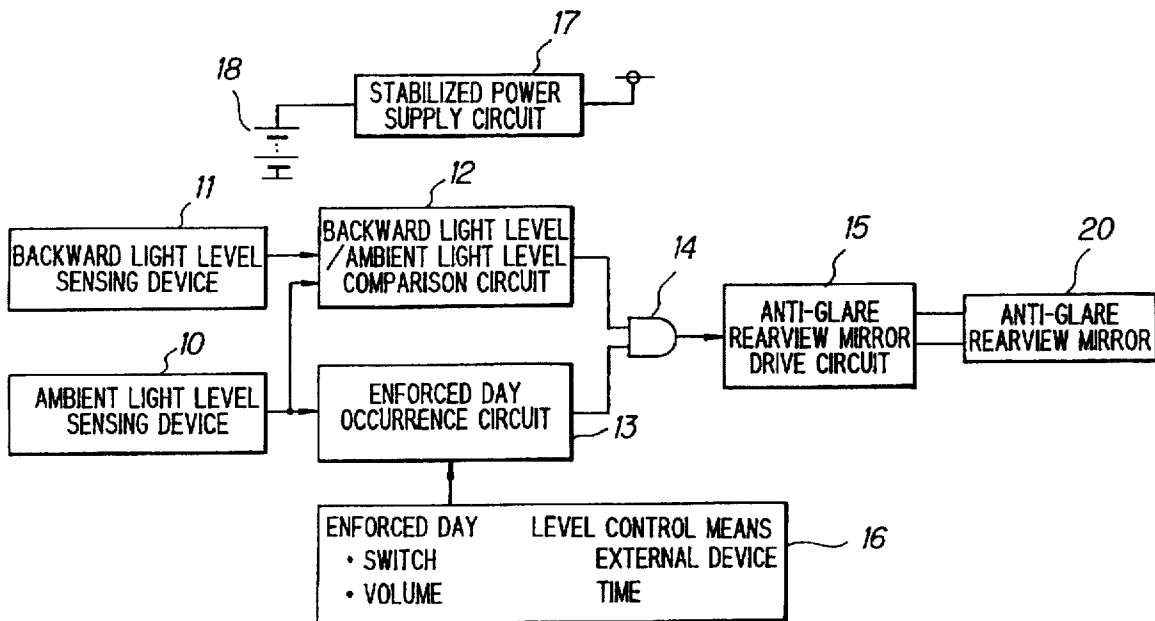 17
18
STABILIZED POWER
SUPPLY CIRCUIT
11
12
BACKWARD LIGHT LEVEL
SENSING DEVICE
BACKWARD LIGHT LEVEL
/AMBIENT LIGHT LEVEL
COMPARISON CIRCUIT
14
15
20
ANTI-GLARE
REARVIEW MIRROR
DRIVE CIRCUIT
ANTI-GLARE
REARVIEW MIRROR
10
AMBIENT LIGHT LEVEL
SENSING DEVICE
ENFORCED DAY
OCCURRENCE CIRCUIT
13
ENFORCED DAY LEVEL CONTROL MEANS
• SWITCH EXTERNAL DEVICE
• VOLUME TIME
16